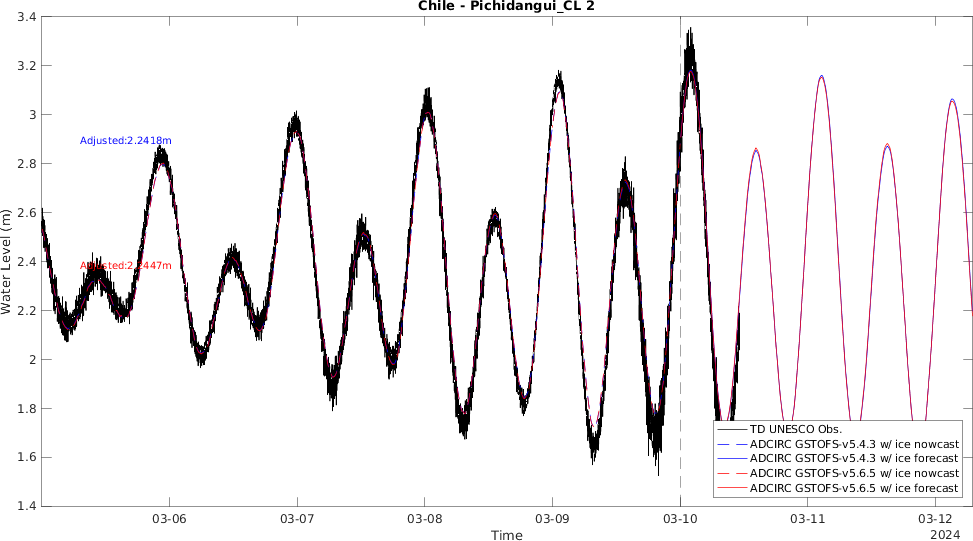 Chile - Pichidangui_CL 2
3.4
3.2
3
2.8
2.6
2.4
2.2
2
1.8
1.6
1.4
Water Level (m)
Adjusted:2.2418m
Adjusted:2.2447m
TD UNESCO Obs.
ADCIRC GSTOFS-v5.4.3 w/ ice nowcast
ADCIRC GSTOFS-v5.4.3 w/ ice forecast
ADCIRC GSTOFS-v5.6.5 w/ ice nowcast
ADCIRC GSTOFS-v5.6.5 w/ ice forecast
03-06 03-07 03-08 03-09 03-10 03-11 03-12
Time
2024